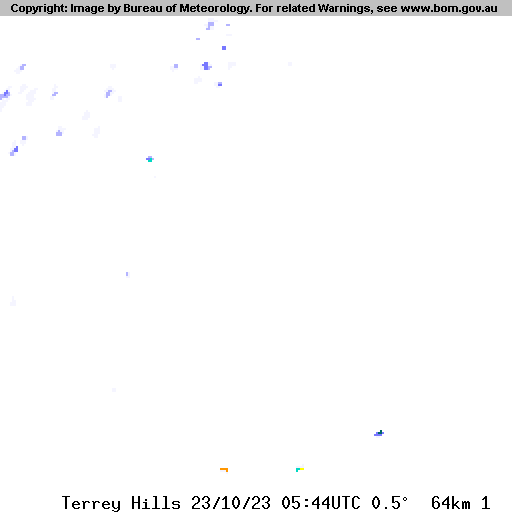 Copyright: Image by Bureau of Meteorology. For related Warnings, see www.bom.gov.au
Terrey Hills 23/10/23 05:44UTC 0.5° 64km 1